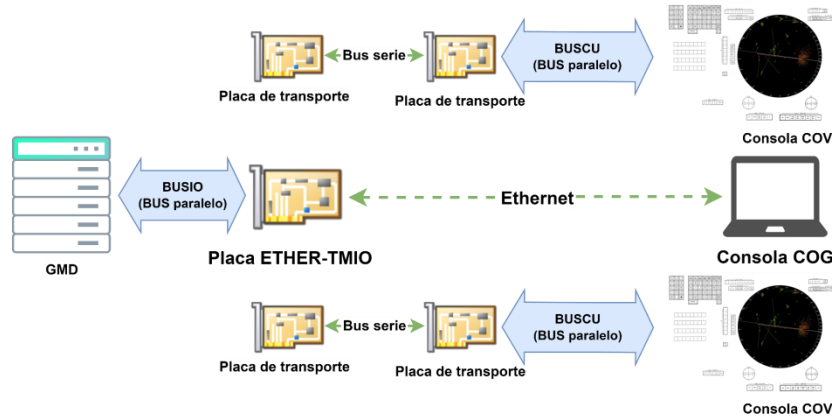 Bus serie
BUSCU
(BUS paralelo)
Placa de transporte
Placa de transporte
Consola COV
BUSIO
(BUS paralelo)
Ethernet
GMD
Placa ETHER-TMIO
Consola COG
Bus serie
BUSCU
(BUS paralelo)
Placa de transporte
Placa de transporte
Consola COV